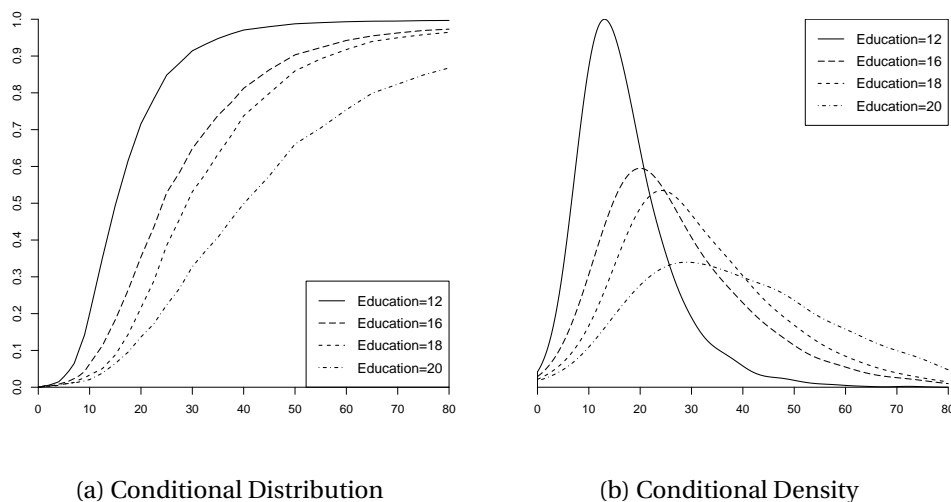 1.0
0.9
0.8
0.7
0.6
0.5
0.4
0.3
0.2
0.1
0.0
0 10 20 30 40 50 60 70 80
Education=12
Education=16
Education=18
Education=20
(a) Conditional Distribution
Education=12
Education=16
Education=18
Education=20
0 10 20 30 40 50 60 70 80
(b) Conditional Density